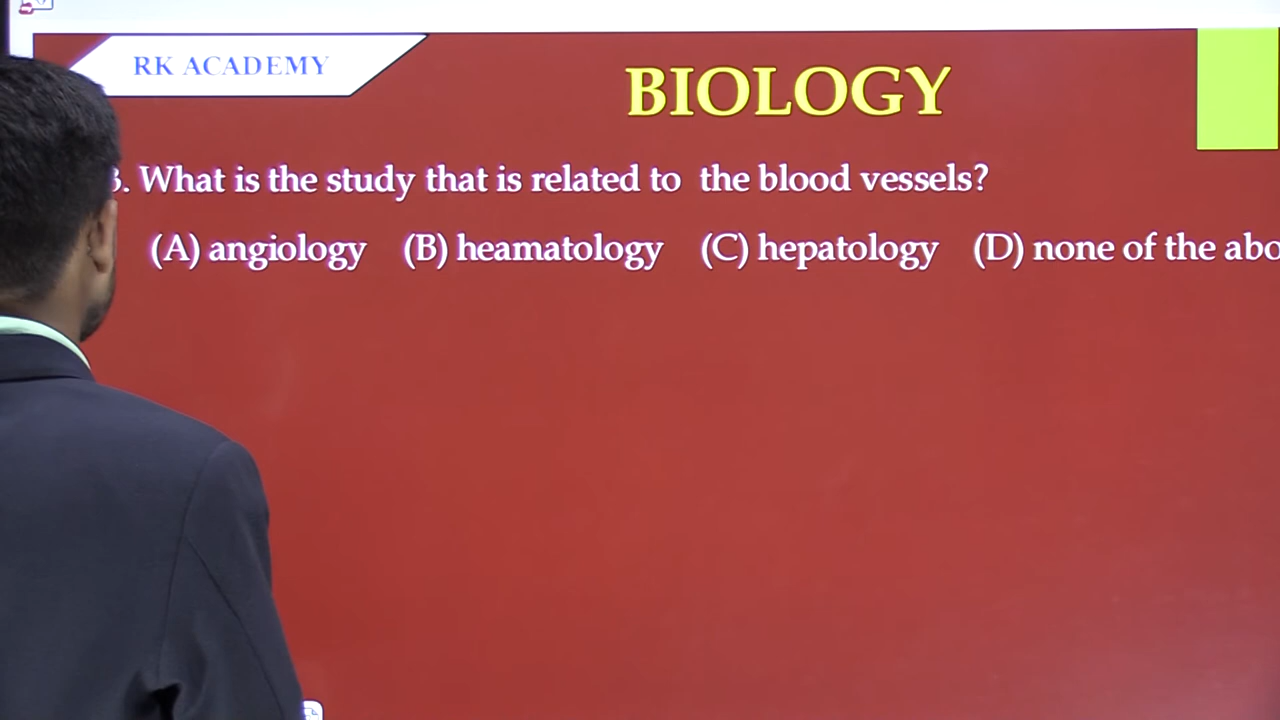 RK ACADEMY
BIOLOGY
3. What is the study that is related to the blood vessels?
(A) angiology (B) heamatology (C) hepatology (D) none of the